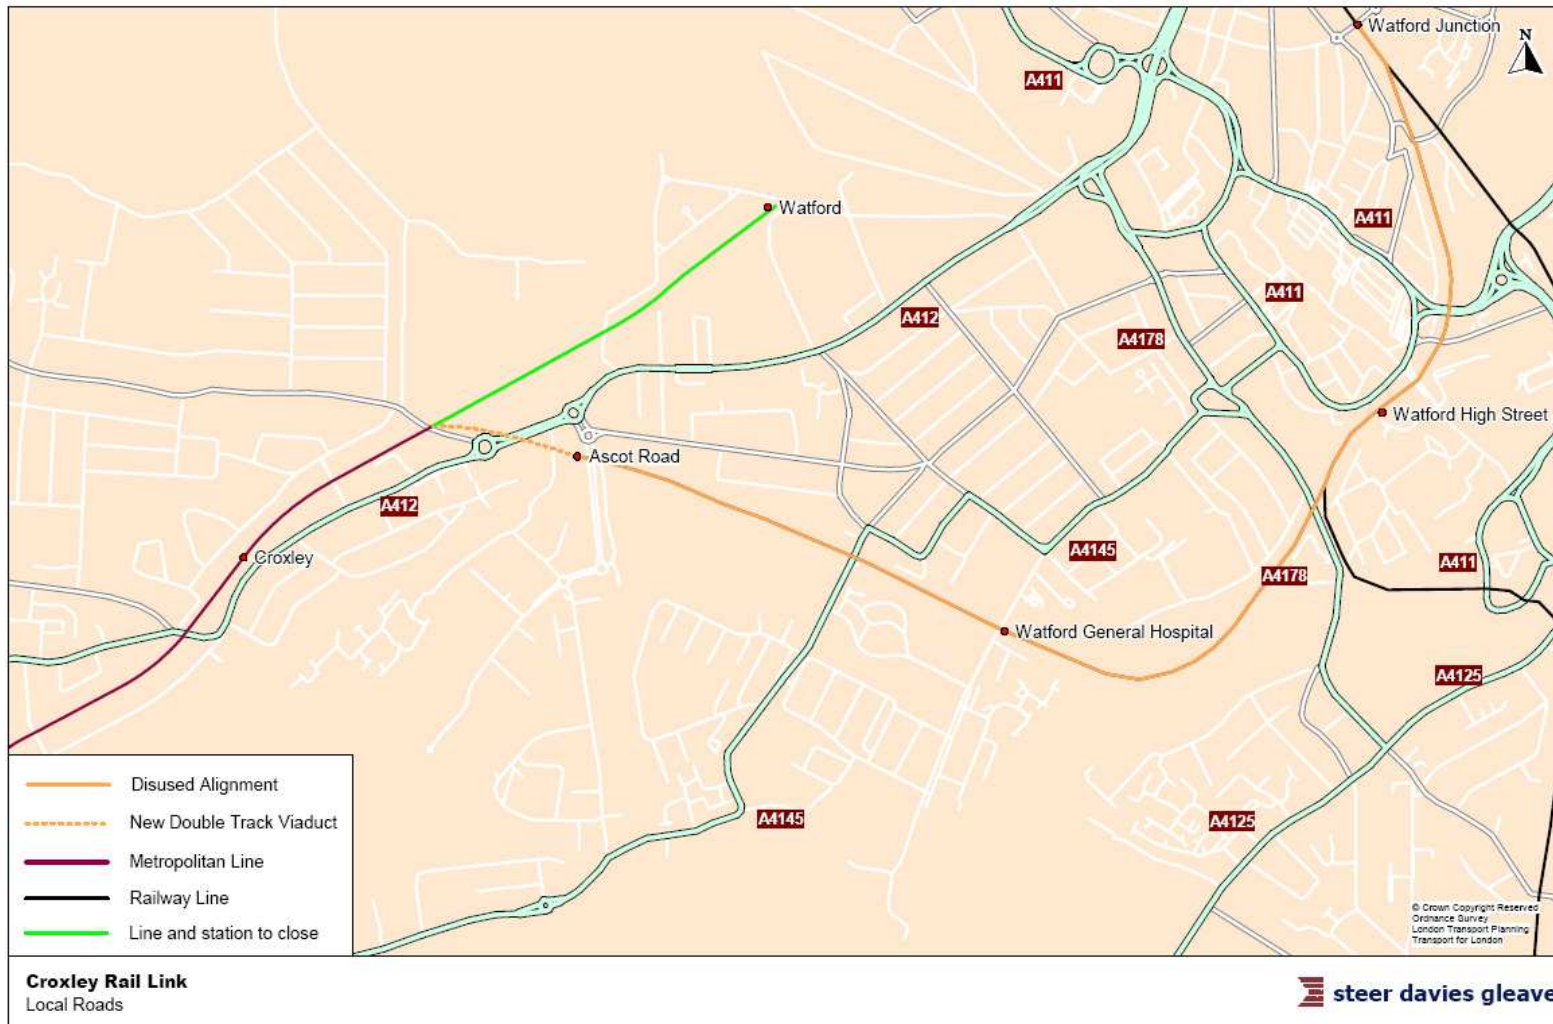 Watford Junction
N
A411
Watford
A411
A411
A412
A4178
Watford High Street
Ascot Road
A412
A4145
A411
Croxley
A4178
Watford General Hospital
A4125
Disused Alignment
New Double Track Viaduct
A4145
A4125
Metropolitan Line
Railway Line
Line and station to close
© Crown Copyright Reserved
Ordnance Survey
London Transport Planning
Transport for London
Croxley Rail Link
Local Roads
steer davies gleave